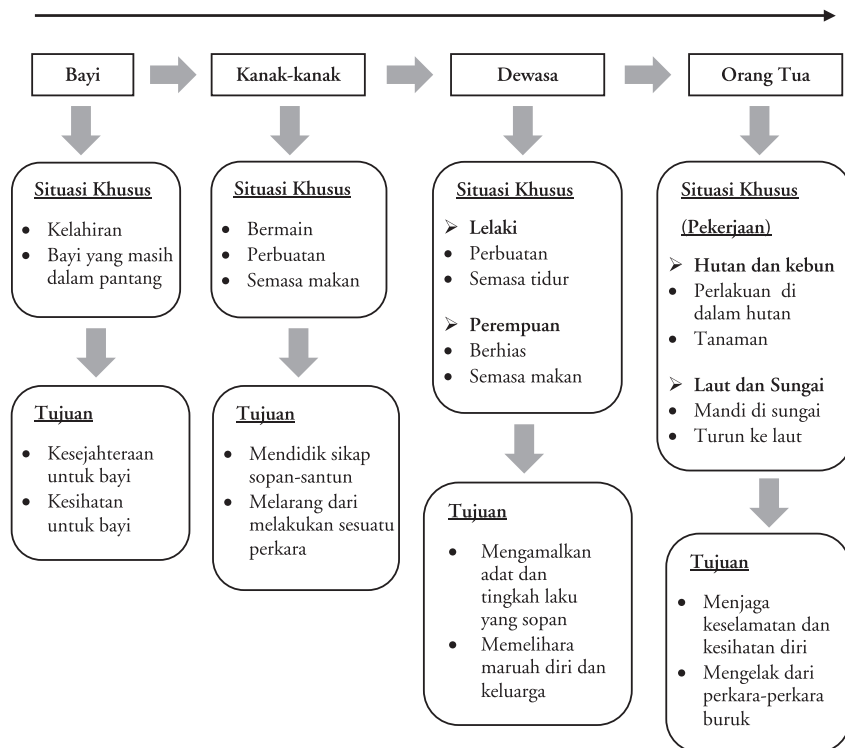 Bayi
Kanak-kanak
Dewasa
Orang Tua
Situasi Khusus
• Kelahiran
• Bayi yang masih
dalam pantang
Situasi Khusus
• Bermain
• Perbuatan
• Semasa makan
Situasi Khusus
➢ Lelaki
• Perbuatan
• Semasa tidur
➢ Perempuan
• Berhias
• Semasa makan
Situasi Khusus
(Pekerjaan)
➢ Hutan dan kebun
• Perlakuan di
dalam hutan
• Tanaman
➢ Laut dan Sungai
• Mandi di sungai
• Turun ke laut
Tujuan
• Kesejahteraan
untuk bayi
• Kesihatan
untuk bayi
Tujuan
• Mendidik sikap
sopan-santun
• Melarang dari
melakukan sesuatu
perkara
Tujuan
• Mengamalkan
adat dan
tingkah laku
yang sopan
• Memelihara
maruah diri dan
keluarga
Tujuan
• Menjaga
keselamatan dan
kesihatan diri
• Mengelak dari
perkara-perkara
buruk